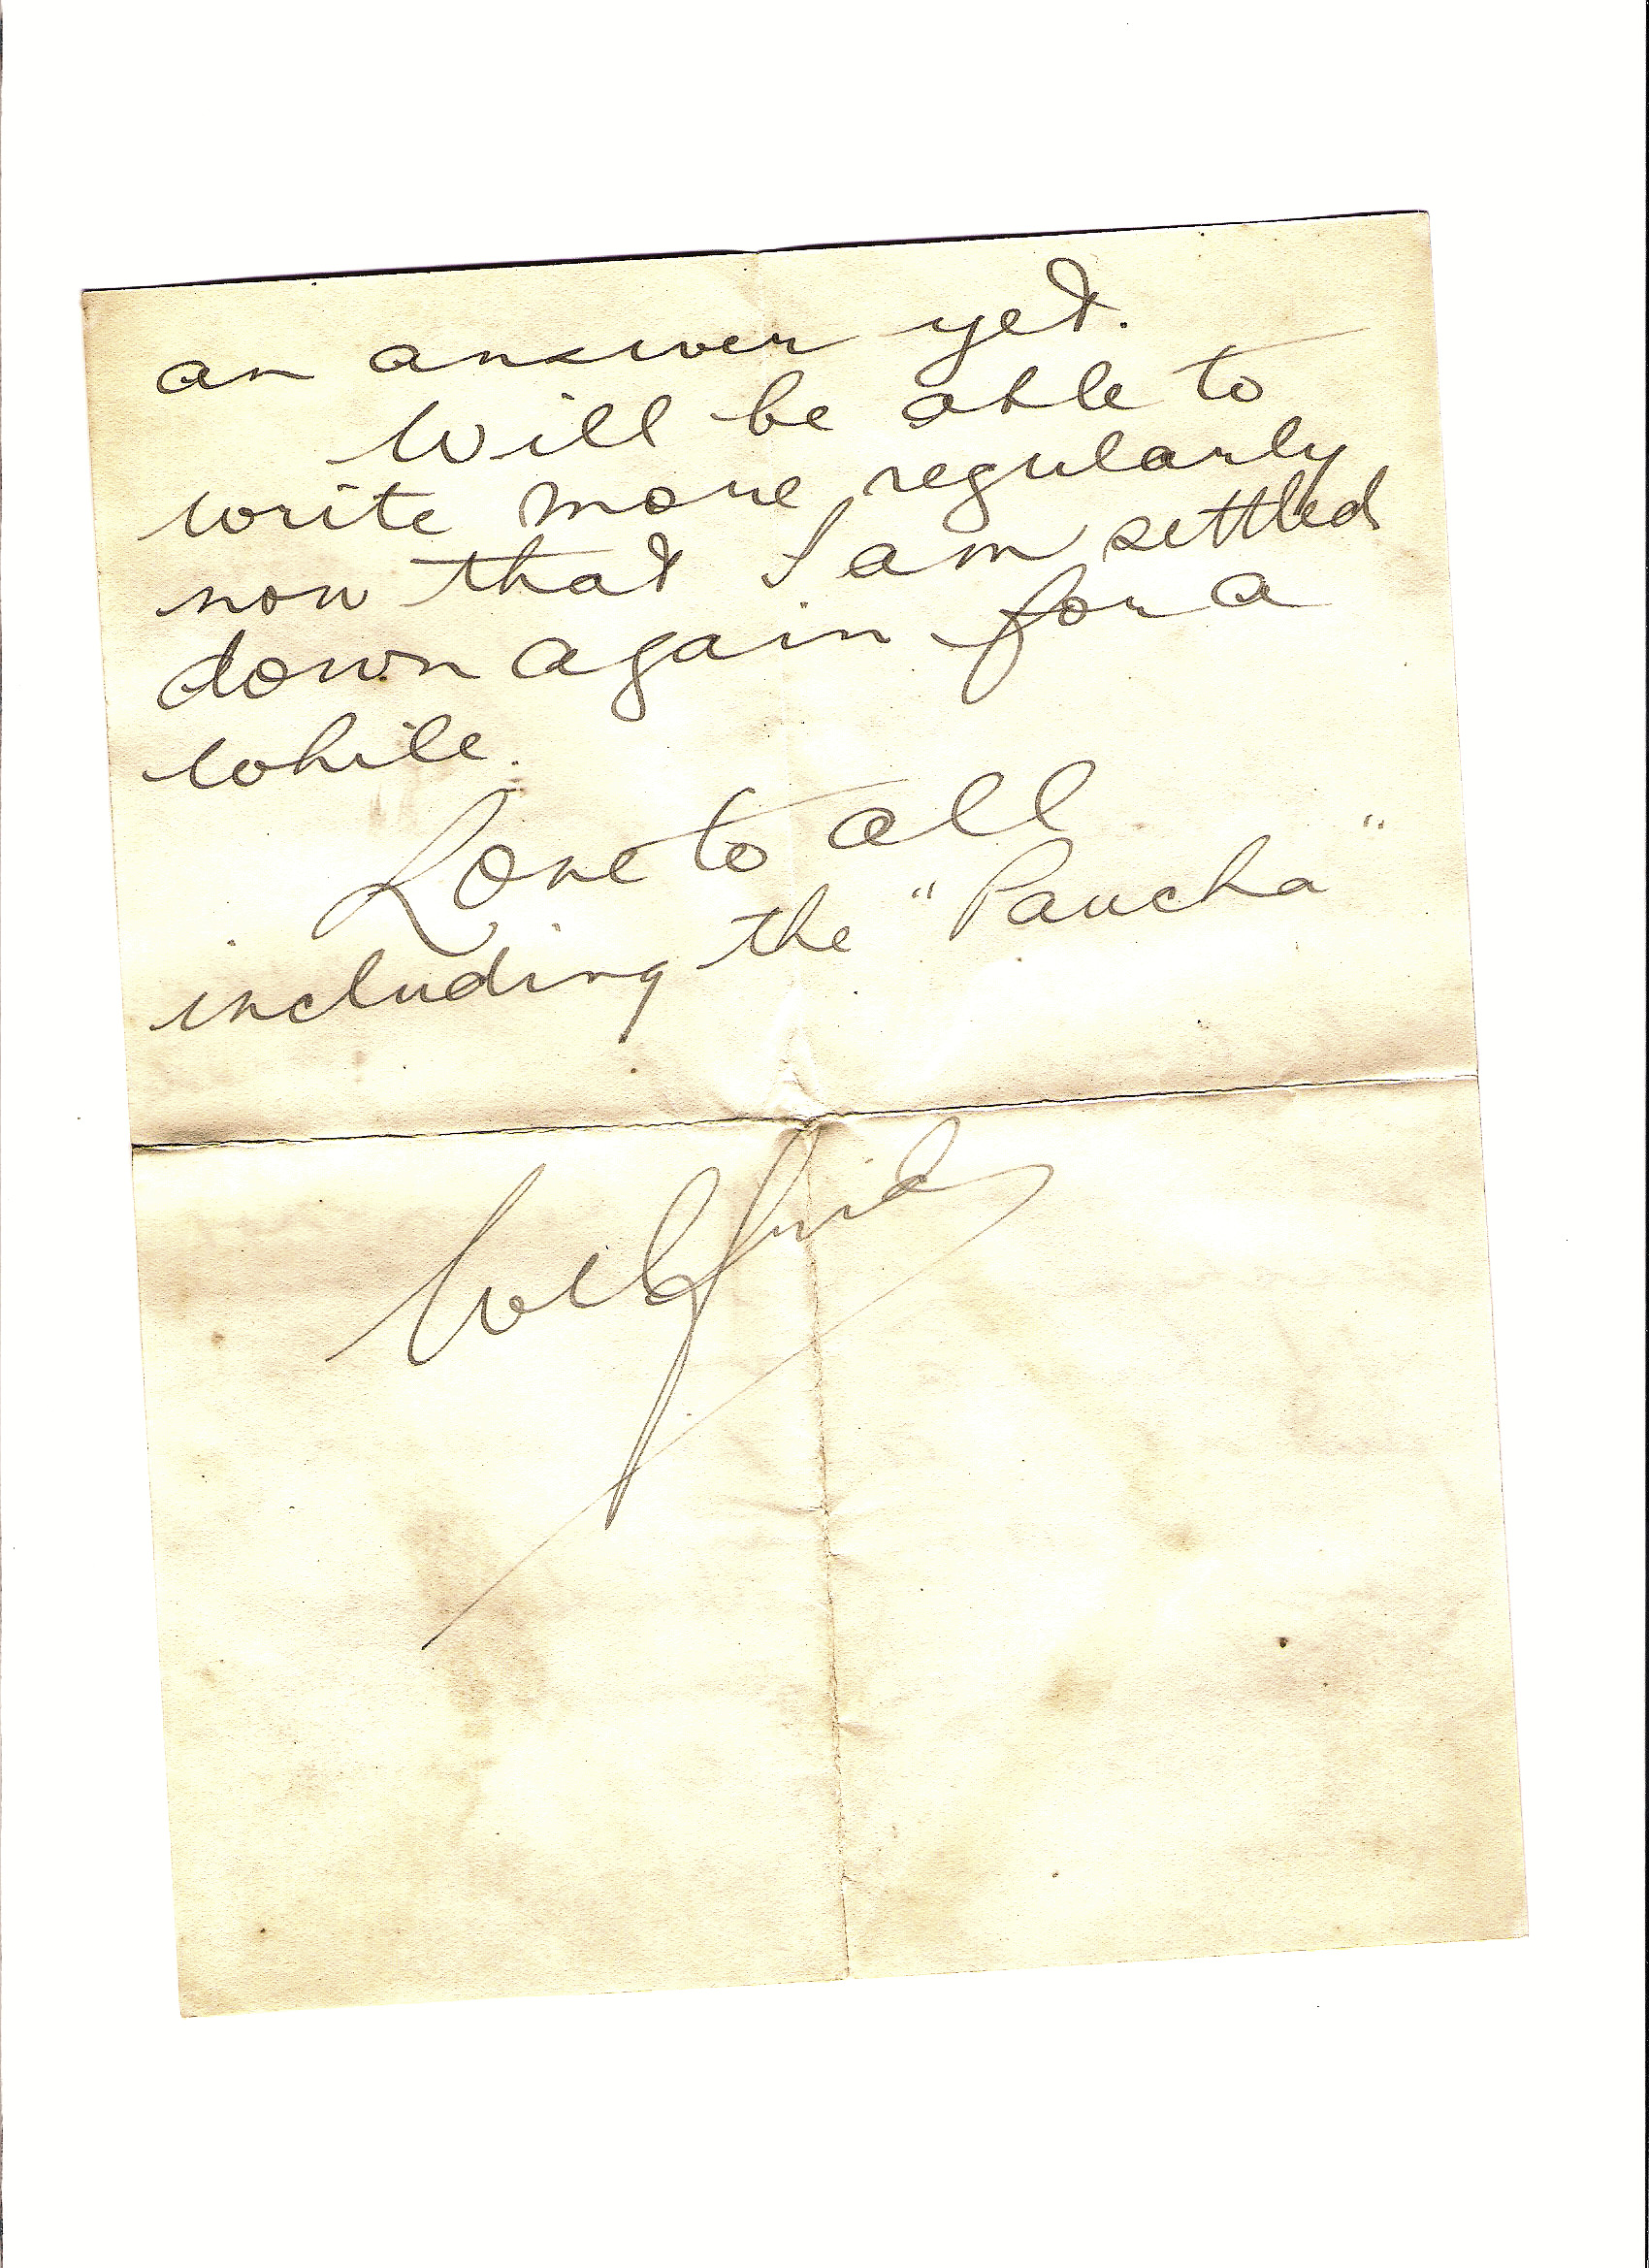 an answer yet.
Will be able to
write more regularly
now that I am settled
down again for a
while.
Love to all
including the "Paucha"
Wilfrid